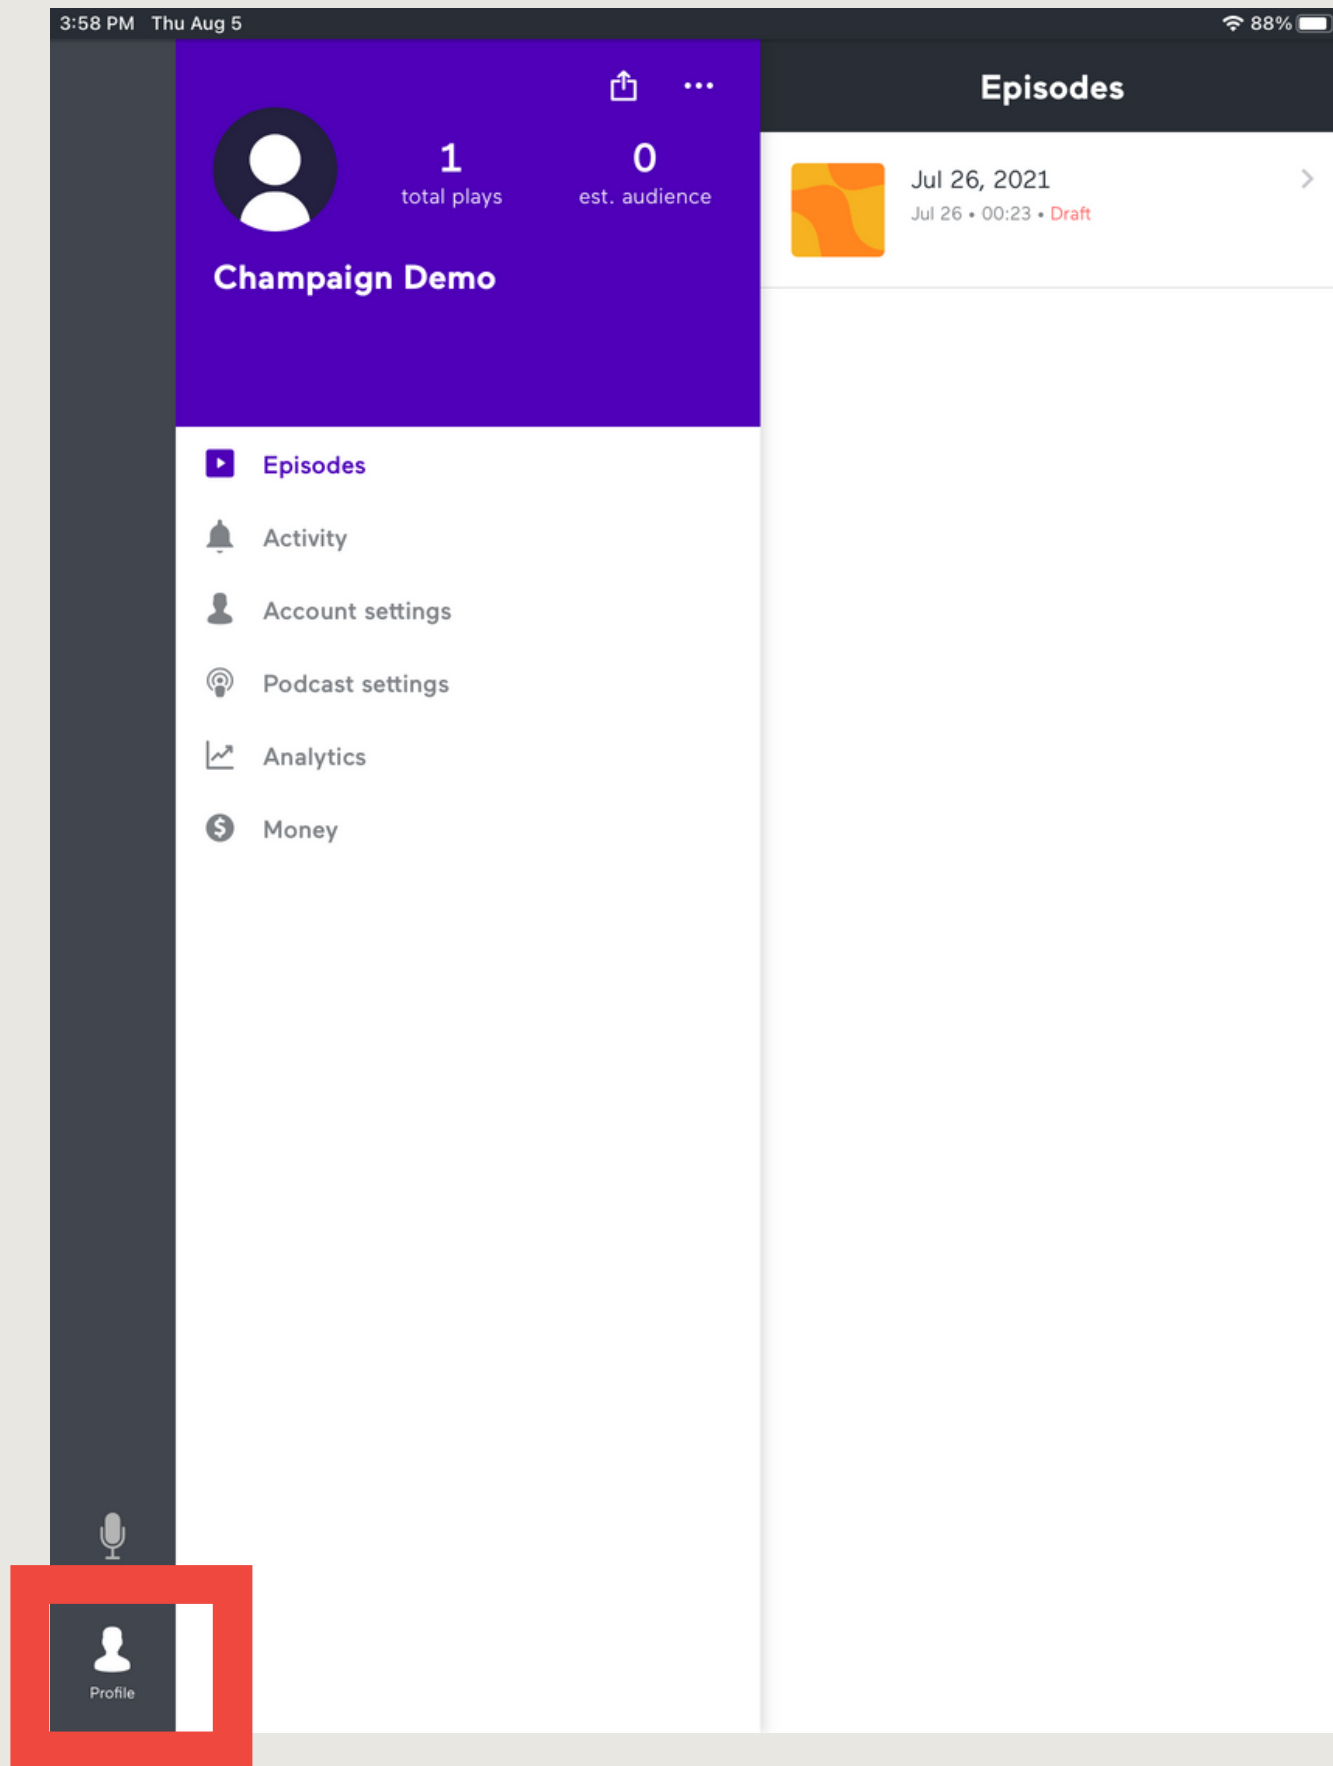 3:58 PM Thu Aug 5
88%
1
total plays
0
est. audience
Champaign Demo
Episodes
Activity
Account settings
Podcast settings
Analytics
Money
Profile
Episodes
Jul 26, 2021
Jul 26 • 00:23 • Draft